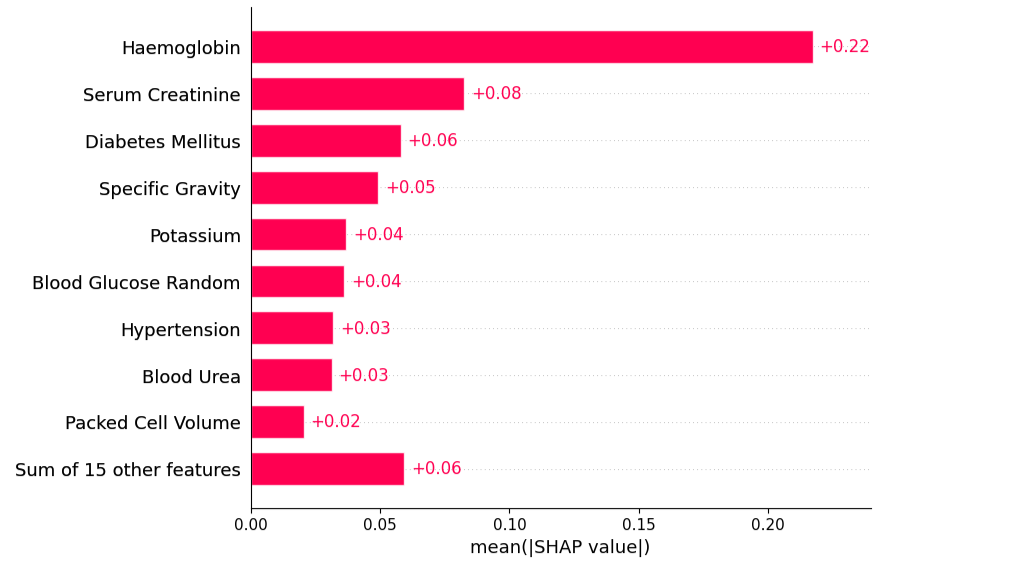 Haemoglobin +0.22
Serum Creatinine +0.08
Diabetes Mellitus +0.06
Specific Gravity +0.05
Potassium +0.04
Blood Glucose Random +0.04
Hypertension +0.03
Blood Urea +0.03
Packed Cell Volume +0.02
Sum of 15 other features +0.06
0.00 0.05 0.10 0.15 0.20
mean(|SHAP value|)